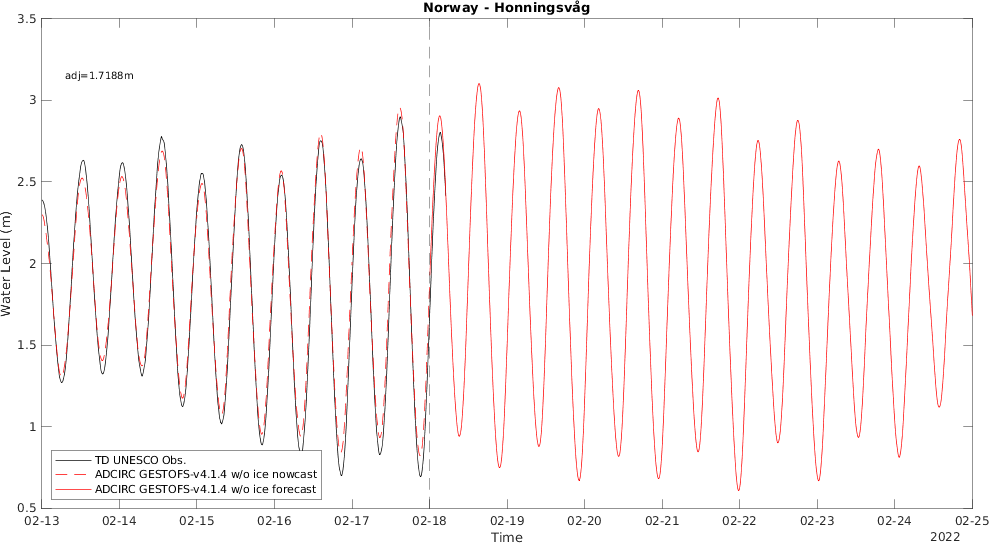 Norway - Honningsvåg
adj=1.7188m
Water Level (m)
3.5
3
2.5
2
1.5
1
0.5
TD UNESCO Obs.
ADCIRC GESTOFS-v4.1.4 w/o ice nowcast
ADCIRC GESTOFS-v4.1.4 w/o ice forecast
02-13 02-14 02-15 02-16 02-17 02-18 02-19 02-20 02-21 02-22 02-23 02-24 02-25
Time
2022